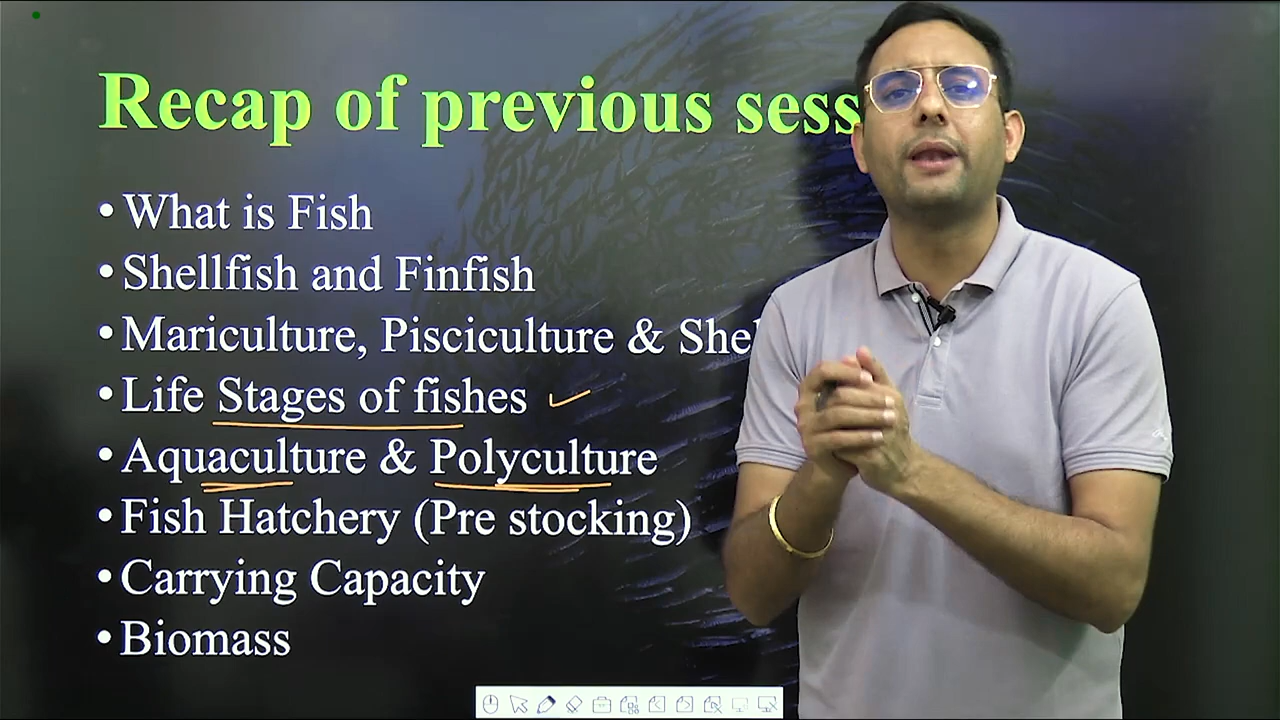 Recap of previous sess
• What is Fish
• Shellfish and Finfish
• Mariculture, Pisciculture & She
• Life Stages of fishes
• Aquaculture & Polyculture
• Fish Hatchery (Pre stocking)
• Carrying Capacity
• Biomass